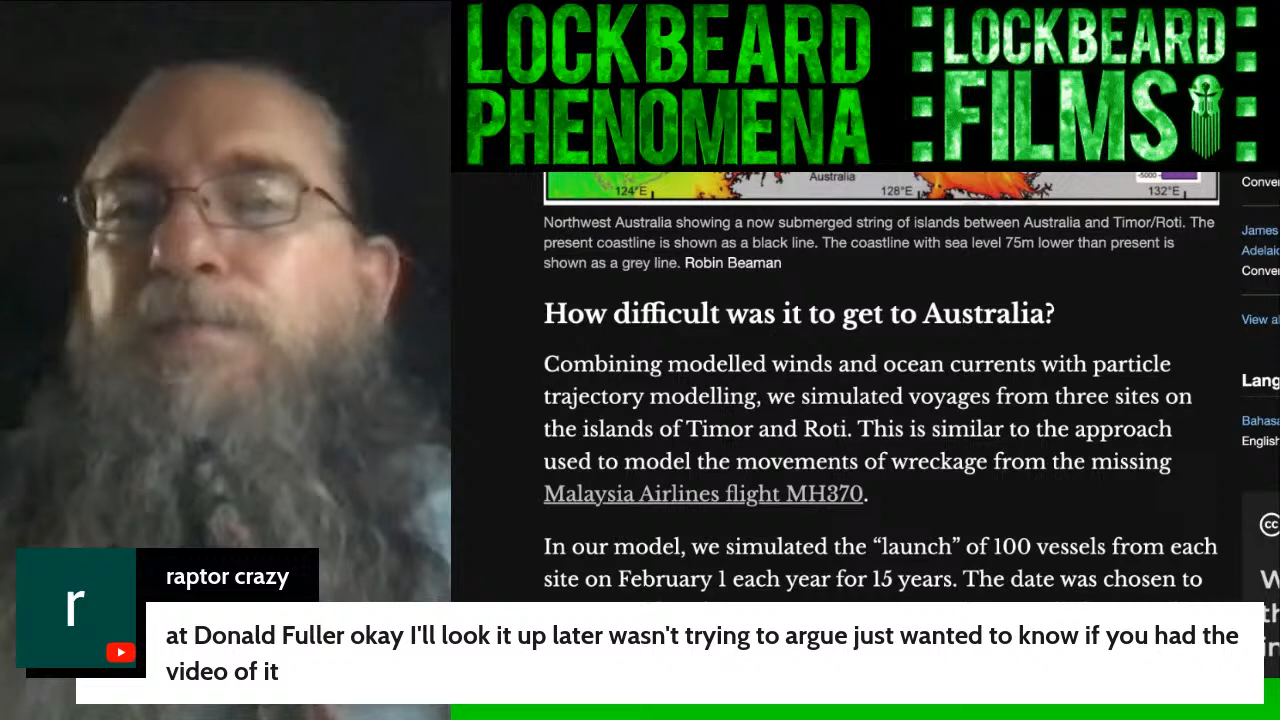 LOCKBEARD
PHENOMENA
LOCKBEARD
FILMS
124°E
Australia
128°E
-5000
132°E
Northwest Australia showing a now submerged string of islands between Australia and Timor/Roti. The
present coastline is shown as a black line. The coastline with sea level 75m lower than present is
shown as a grey line. Robin Beaman
How difficult was it to get to Australia?
Combining modelled winds and ocean currents with particle
trajectory modelling, we simulated voyages from three sites on
the islands of Timor and Roti. This is similar to the approach
used to model the movements of wreckage from the missing
Malaysia Airlines flight MH370.
In our model, we simulated the “launch” of 100 vessels from each
site on February 1 each year for 15 years. The date was chosen to
Conver
James
Adelaid
Conver
View al
Lang
Bahasa
English
cc
r
raptor crazy
at Donald Fuller okay I'll look it up later wasn't trying to argue just wanted to know if you had the
video of it